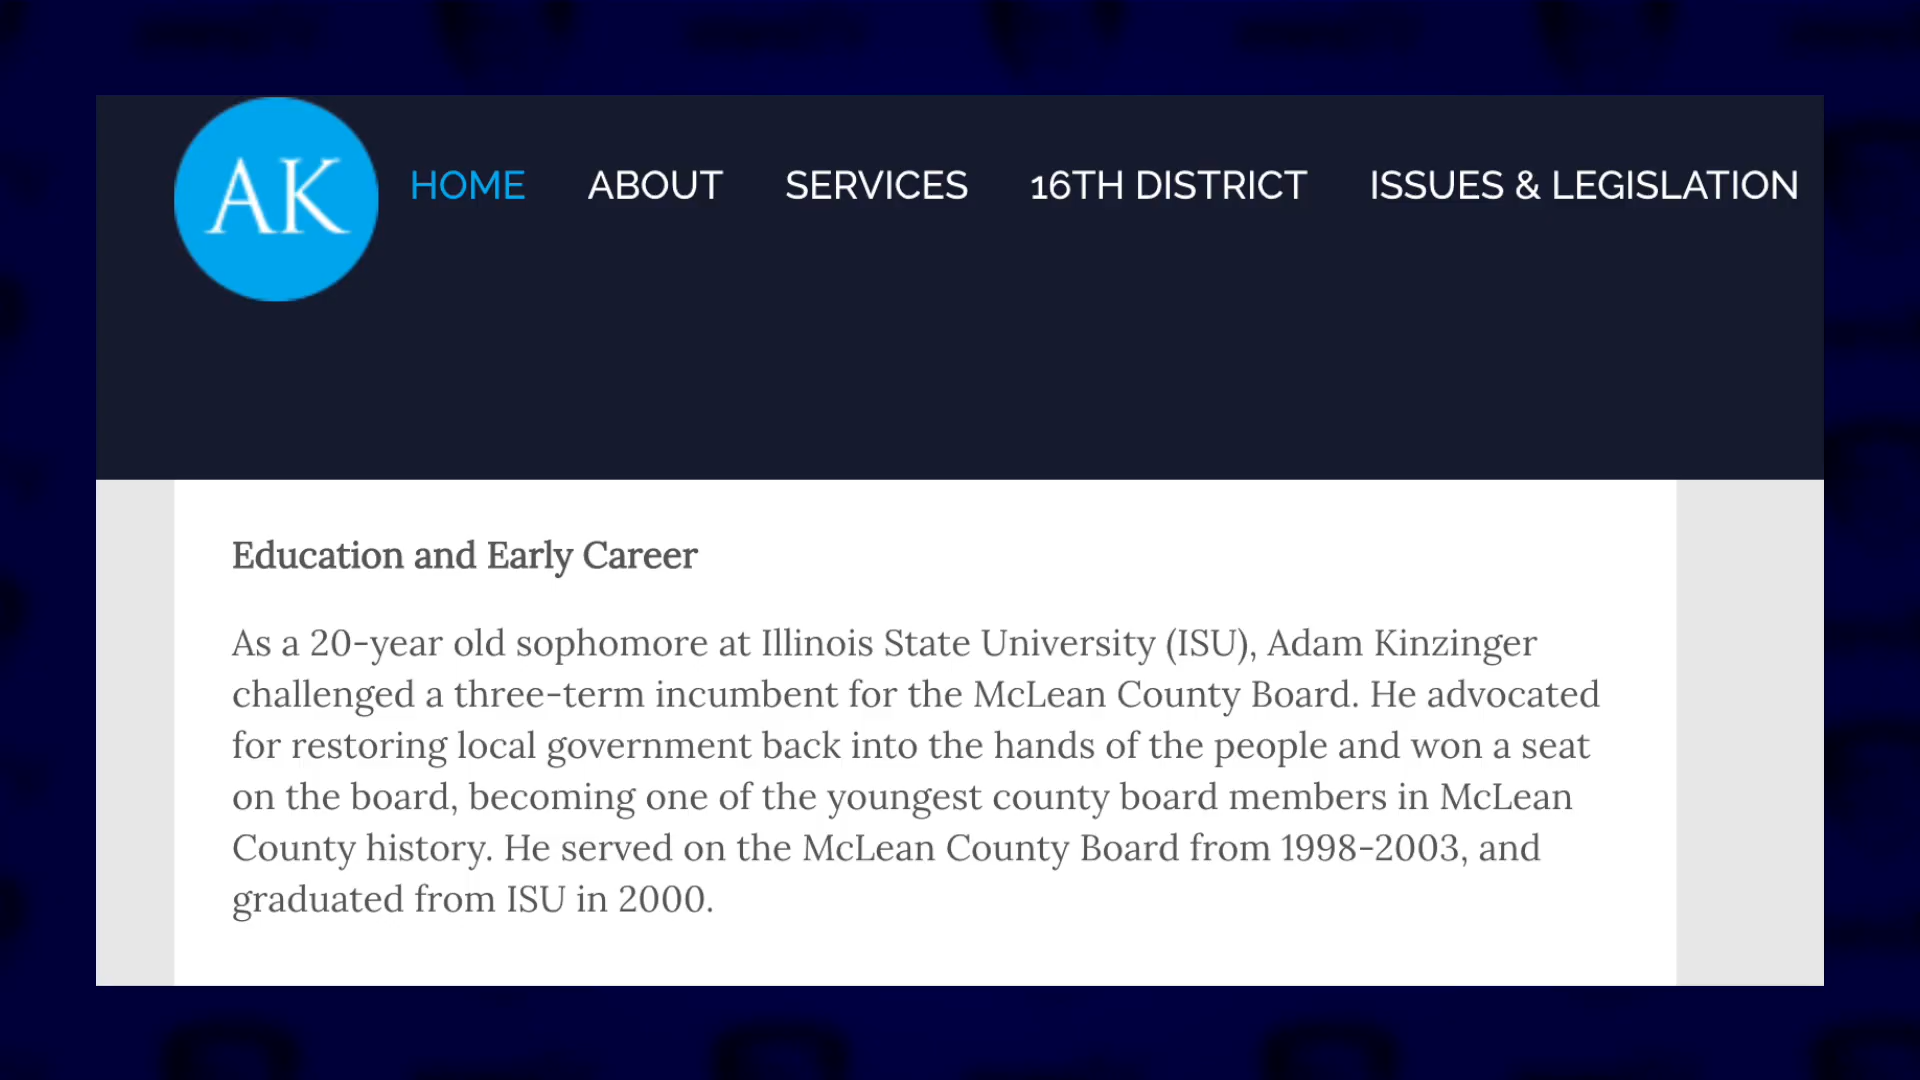 AK
HOME ABOUT SERVICES 16TH DISTRICT ISSUES & LEGISLATION
Education and Early Career
As a 20-year old sophomore at Illinois State University (ISU), Adam Kinzinger
challenged a three-term incumbent for the McLean County Board. He advocated
for restoring local government back into the hands of the people and won a seat
on the board, becoming one of the youngest county board members in McLean
County history. He served on the McLean County Board from 1998-2003, and
graduated from ISU in 2000.